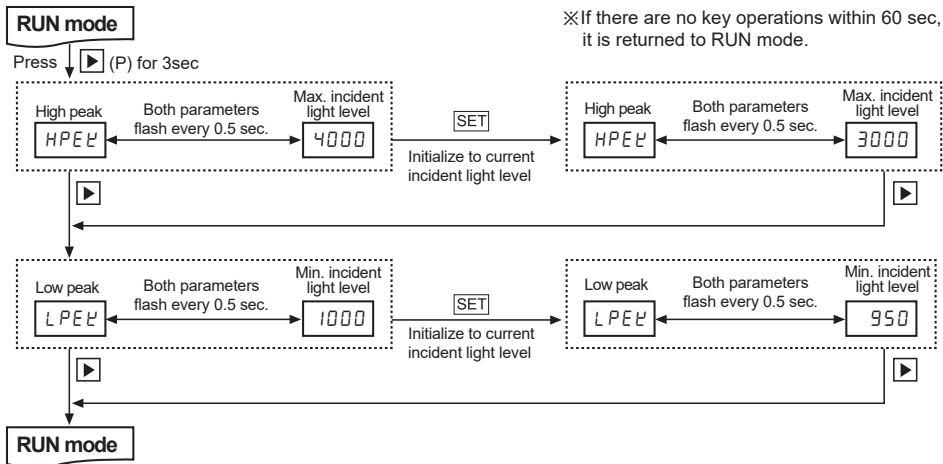 RUN mode
※If there are no key operations within 60 sec,
it is returned to RUN mode.
Press ▶ (P) for 3sec
High peak
HPEK
Both parameters
flash every 0.5 sec.
Max. incident
light level
4000
SET
Initialize to current
incident light level
High peak
HPEK
Both parameters
flash every 0.5 sec.
Max. incident
light level
3000
▶
▶
Low peak
LPEK
Both parameters
flash every 0.5 sec.
Min. incident
light level
1000
SET
Initialize to current
incident light level
Low peak
LPEK
Both parameters
flash every 0.5 sec.
Min. incident
light level
950
▶
▶
RUN mode